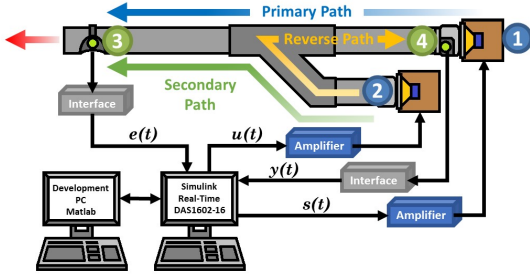 Primary Path
1
3
Reverse Path
4
Secondary
Path
2
Interface
e(t)
u(t)
Amplifier
y(t)
Interface
s(t)
Amplifier
Development
PC
Matlab
Simulink
Real-Time
DAS1602-16